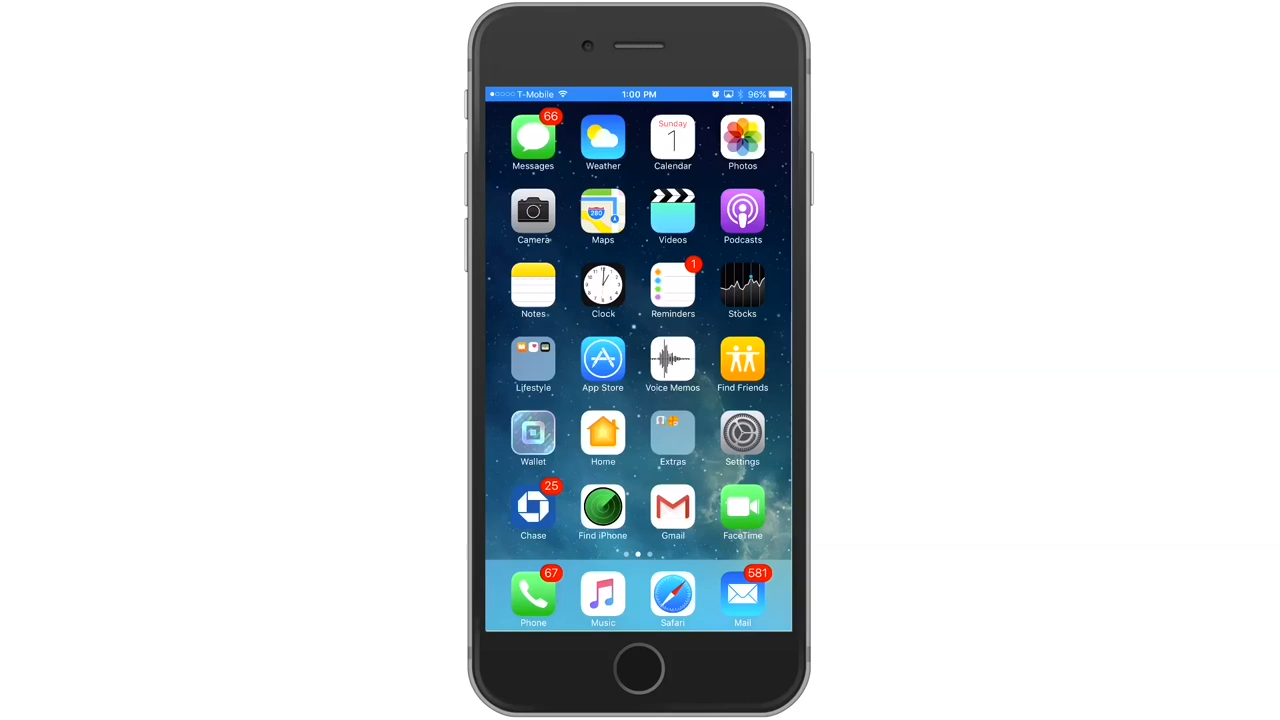 T-Mobile 1:00 PM 96%
66
Sunday
1
Messages Weather Calendar Photos
280
Camera Maps Videos Podcasts
1
Notes Clock Reminders Stocks
Lifestyle App Store Voice Memos Find Friends
Wallet Home Extras Settings
25
Chase Find iPhone Gmail FaceTime
67 581
Phone Music Safari Mail